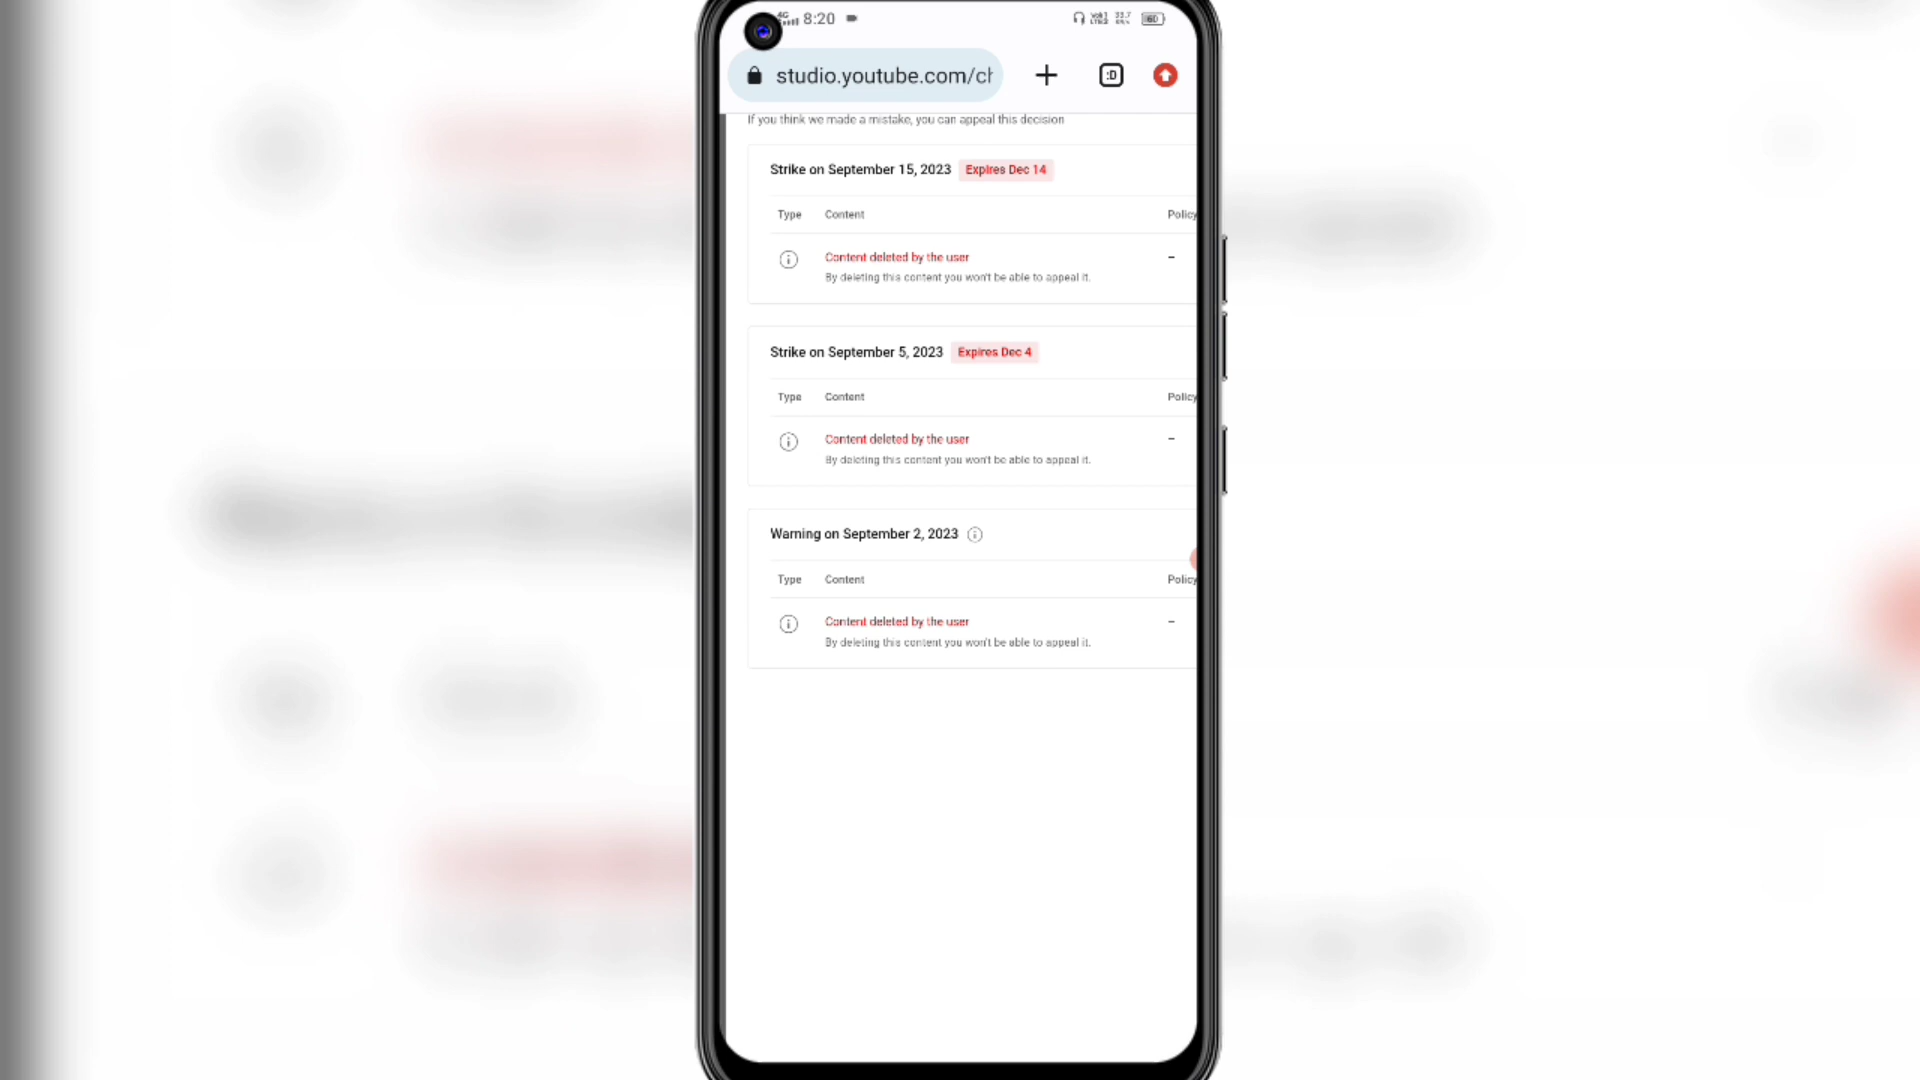 4G 8:20 60
studio.youtube.com/ch :D
If you think we made a mistake, you can appeal this decision
Strike on September 15, 2023 Expires Dec 14
Type Content Policy
Content deleted by the user –
By deleting this content you won't be able to appeal it.
Strike on September 5, 2023 Expires Dec 4
Type Content Policy
Content deleted by the user –
By deleting this content you won't be able to appeal it.
Warning on September 2, 2023
Type Content Policy
Content deleted by the user –
By deleting this content you won't be able to appeal it.